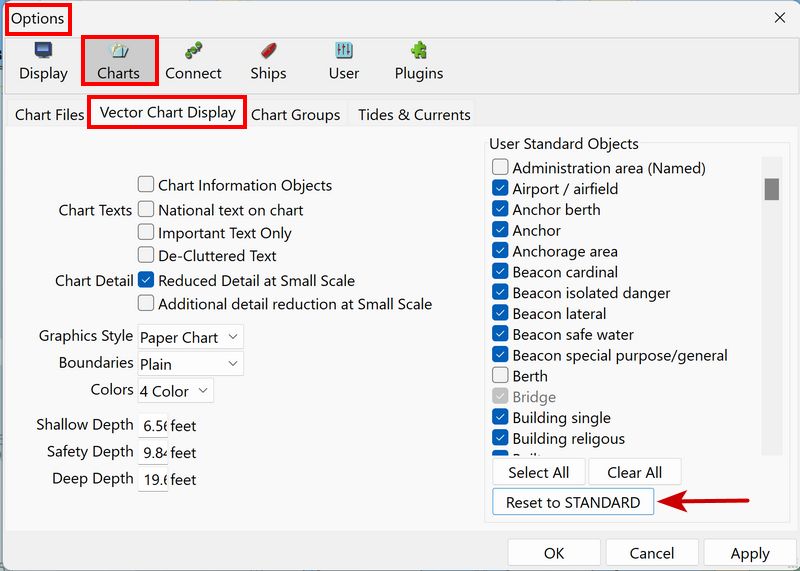 Options
Display Charts Connect Ships User Plugins
Chart Files Vector Chart Display Chart Groups Tides & Currents
Chart Information Objects
Chart Texts National text on chart
Important Text Only
De-Cluttered Text
Chart Detail Reduced Detail at Small Scale
Additional detail reduction at Small Scale
Graphics Style Paper Chart
Boundaries Plain
Colors 4 Color
Shallow Depth 6.56 feet
Safety Depth 9.84 feet
Deep Depth 19.6 feet
User Standard Objects
Administration area (Named)
Airport / airfield
Anchor berth
Anchor
Anchorage area
Beacon cardinal
Beacon isolated danger
Beacon lateral
Beacon safe water
Beacon special purpose/general
Berth
Bridge
Building single
Building religous
Select All Clear All
Reset to STANDARD
OK Cancel Apply